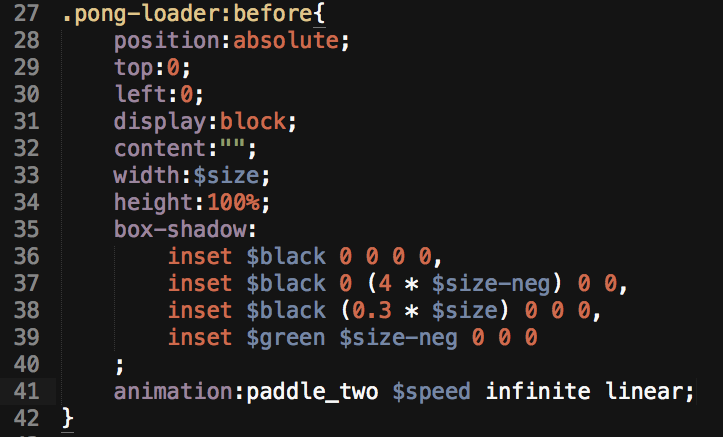 27 .pong-loader:before{
28     position:absolute;
29     top:0;
30     left:0;
31     display:block;
32     content:"";
33     width:$size;
34     height:100%;
35     box-shadow:
36         inset $black 0 0 0 0,
37         inset $black 0 (4 * $size-neg) 0 0,
38         inset $black (0.3 * $size) 0 0 0,
39         inset $green $size-neg 0 0 0
40     ;
41     animation:paddle_two $speed infinite linear;
42 }